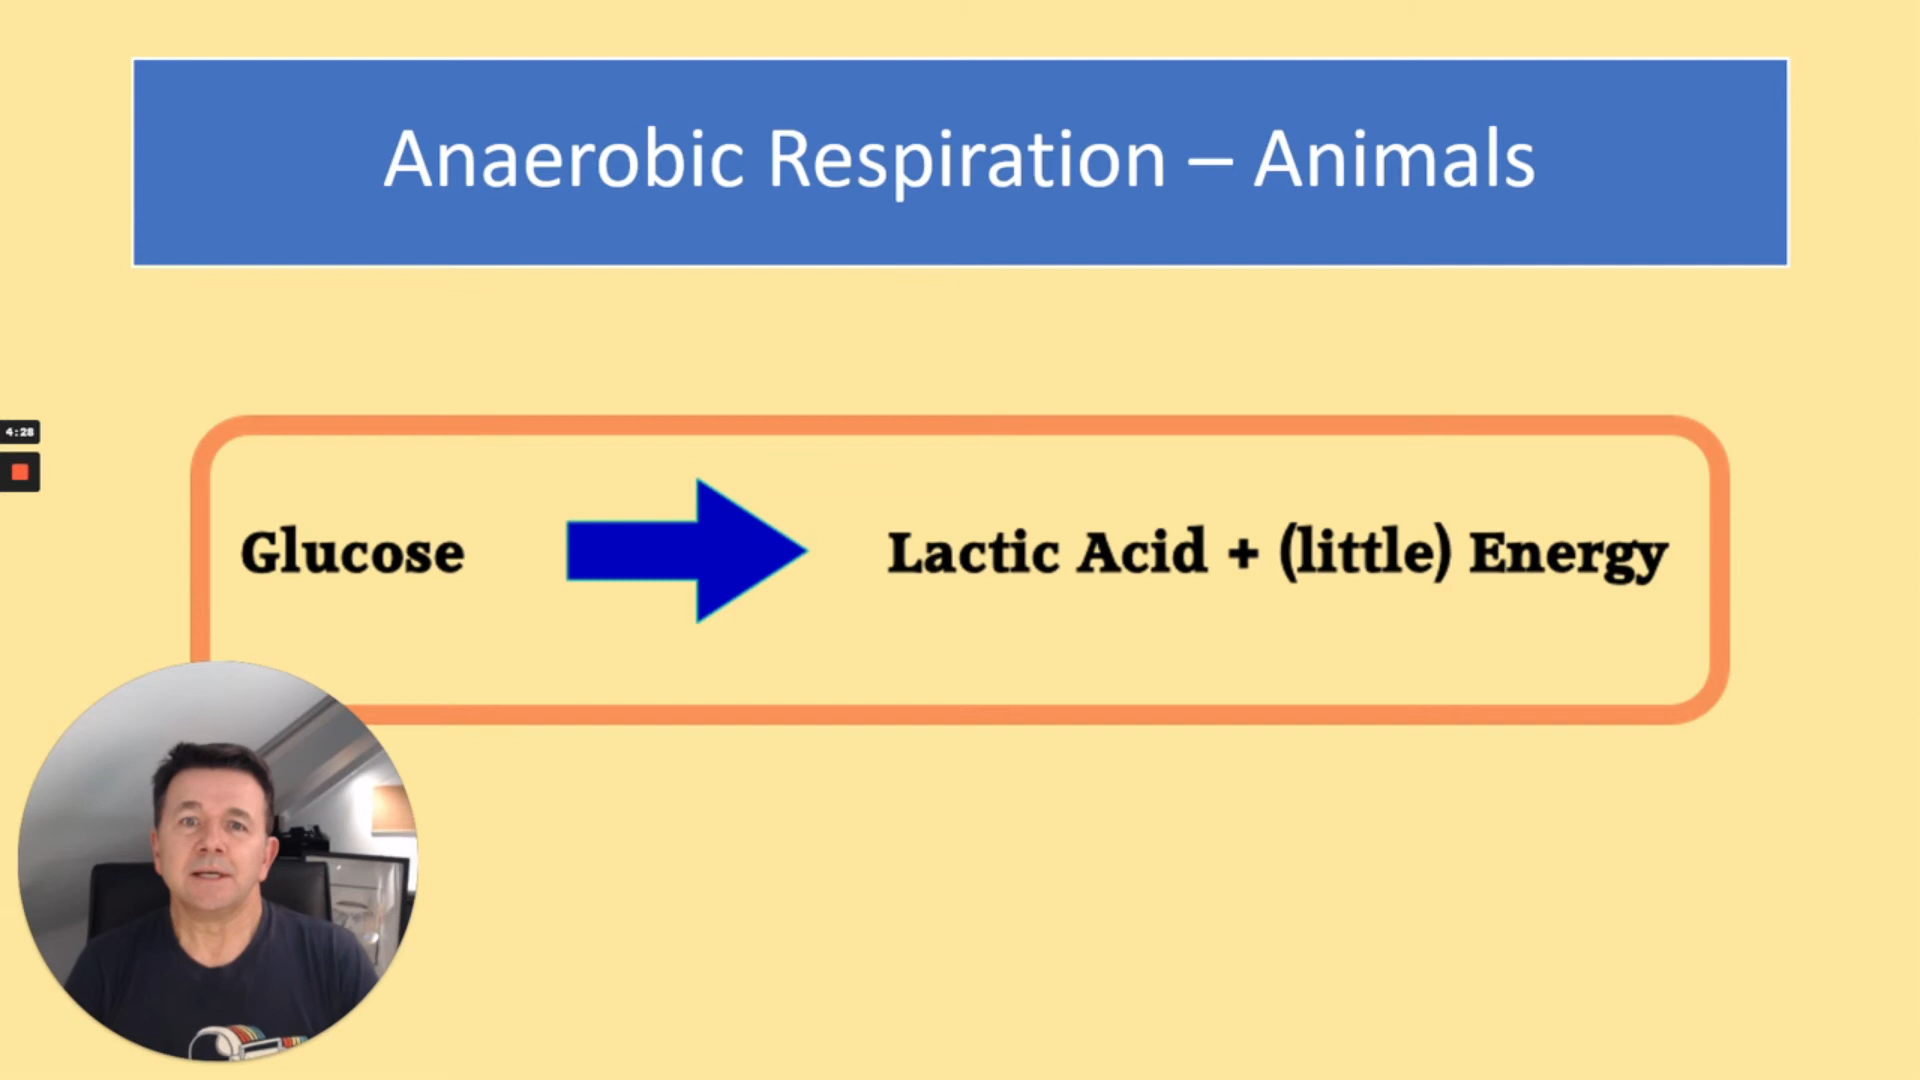 Anaerobic Respiration – Animals
4:28
Glucose Lactic Acid + (little) Energy